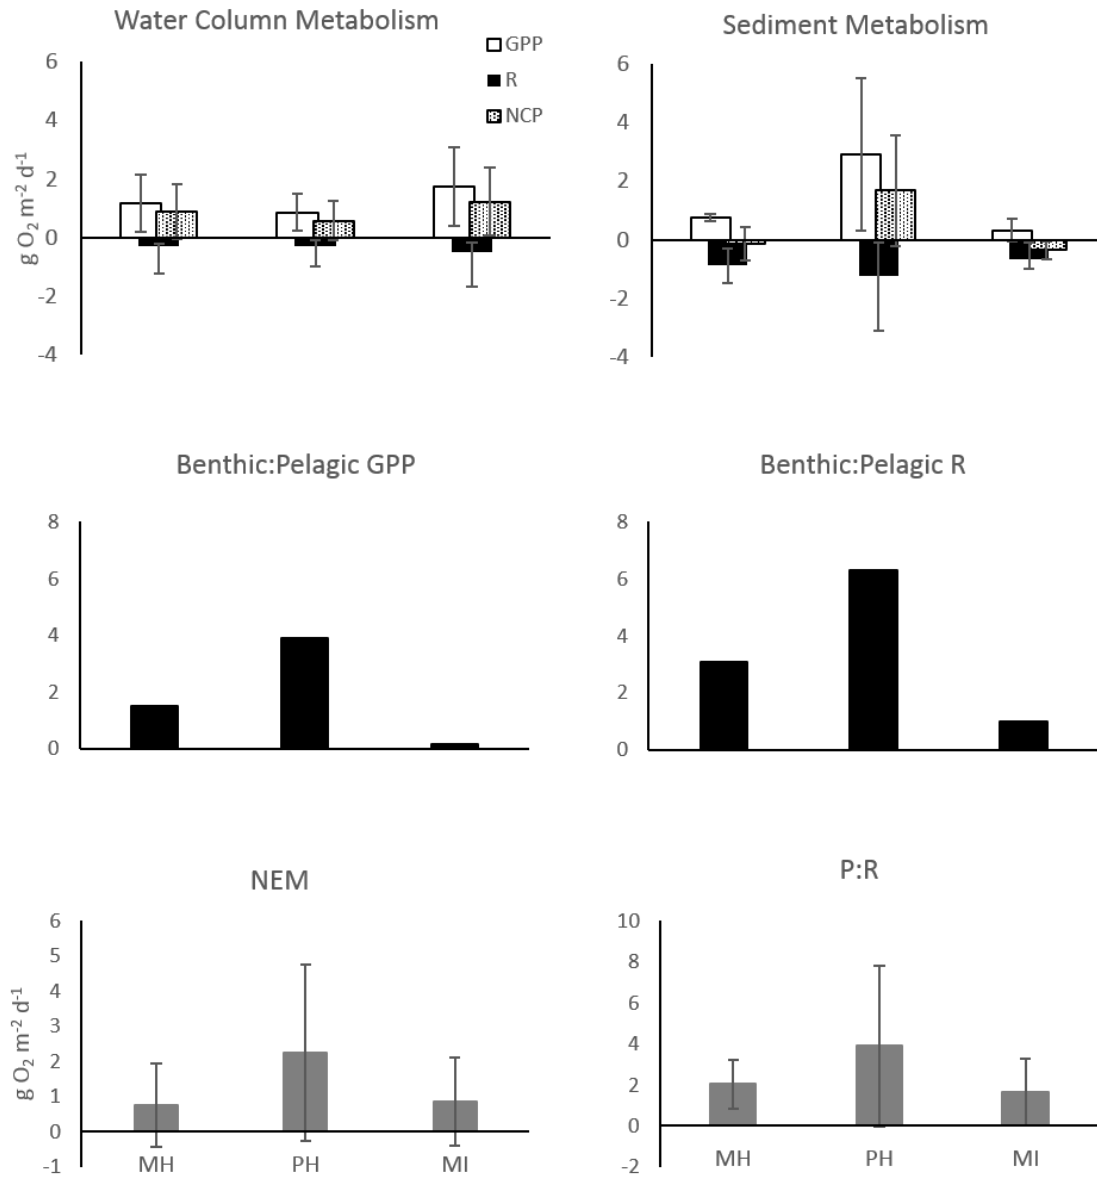 Water Column Metabolism
GPP
R
NCP
6
4
2
0
-2
-4
g O₂ m⁻² d⁻¹
Sediment Metabolism
6
4
2
0
-2
-4
Benthic:Pelagic GPP
8
6
4
2
0
Benthic:Pelagic R
8
6
4
2
0
NEM
6
5
4
3
2
1
0
-1
g O₂ m⁻² d⁻¹
MH PH MI
P:R
10
8
6
4
2
0
-2
MH PH MI